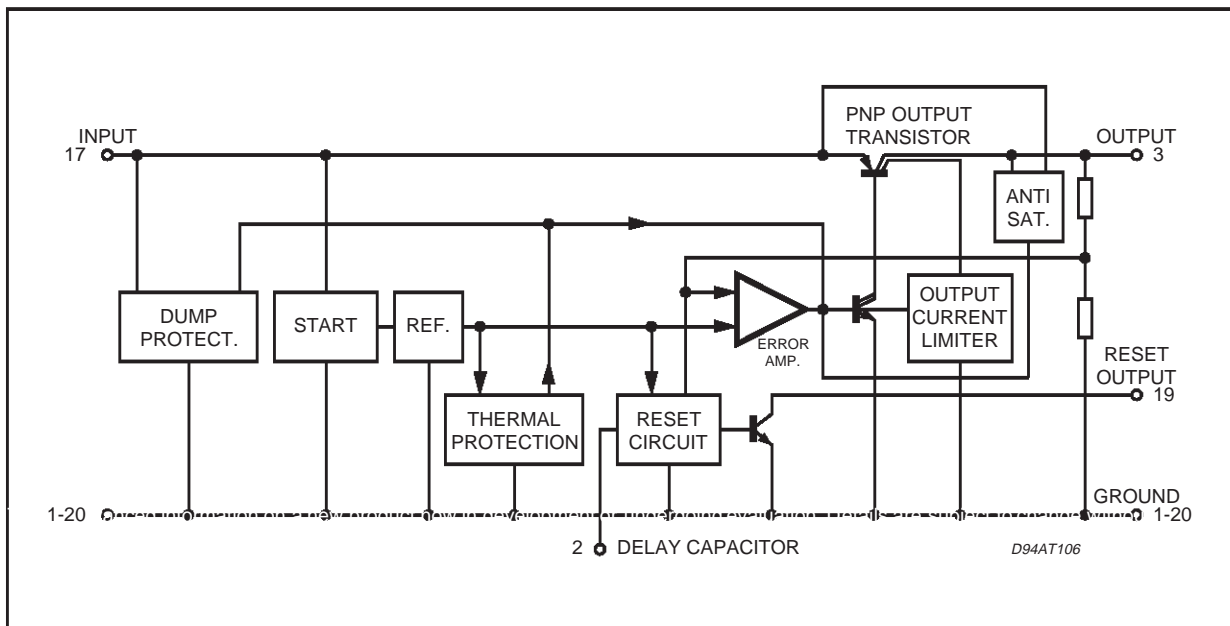 PNP OUTPUT
TRANSISTOR
INPUT
17
OUTPUT
3
ANTI
SAT.
DUMP
PROTECT.
START
REF.
ERROR
AMP.
OUTPUT
CURRENT
LIMITER
RESET
OUTPUT
19
THERMAL
PROTECTION
RESET
CIRCUIT
GROUND
1-20
1-20
2
DELAY CAPACITOR
D94AT106